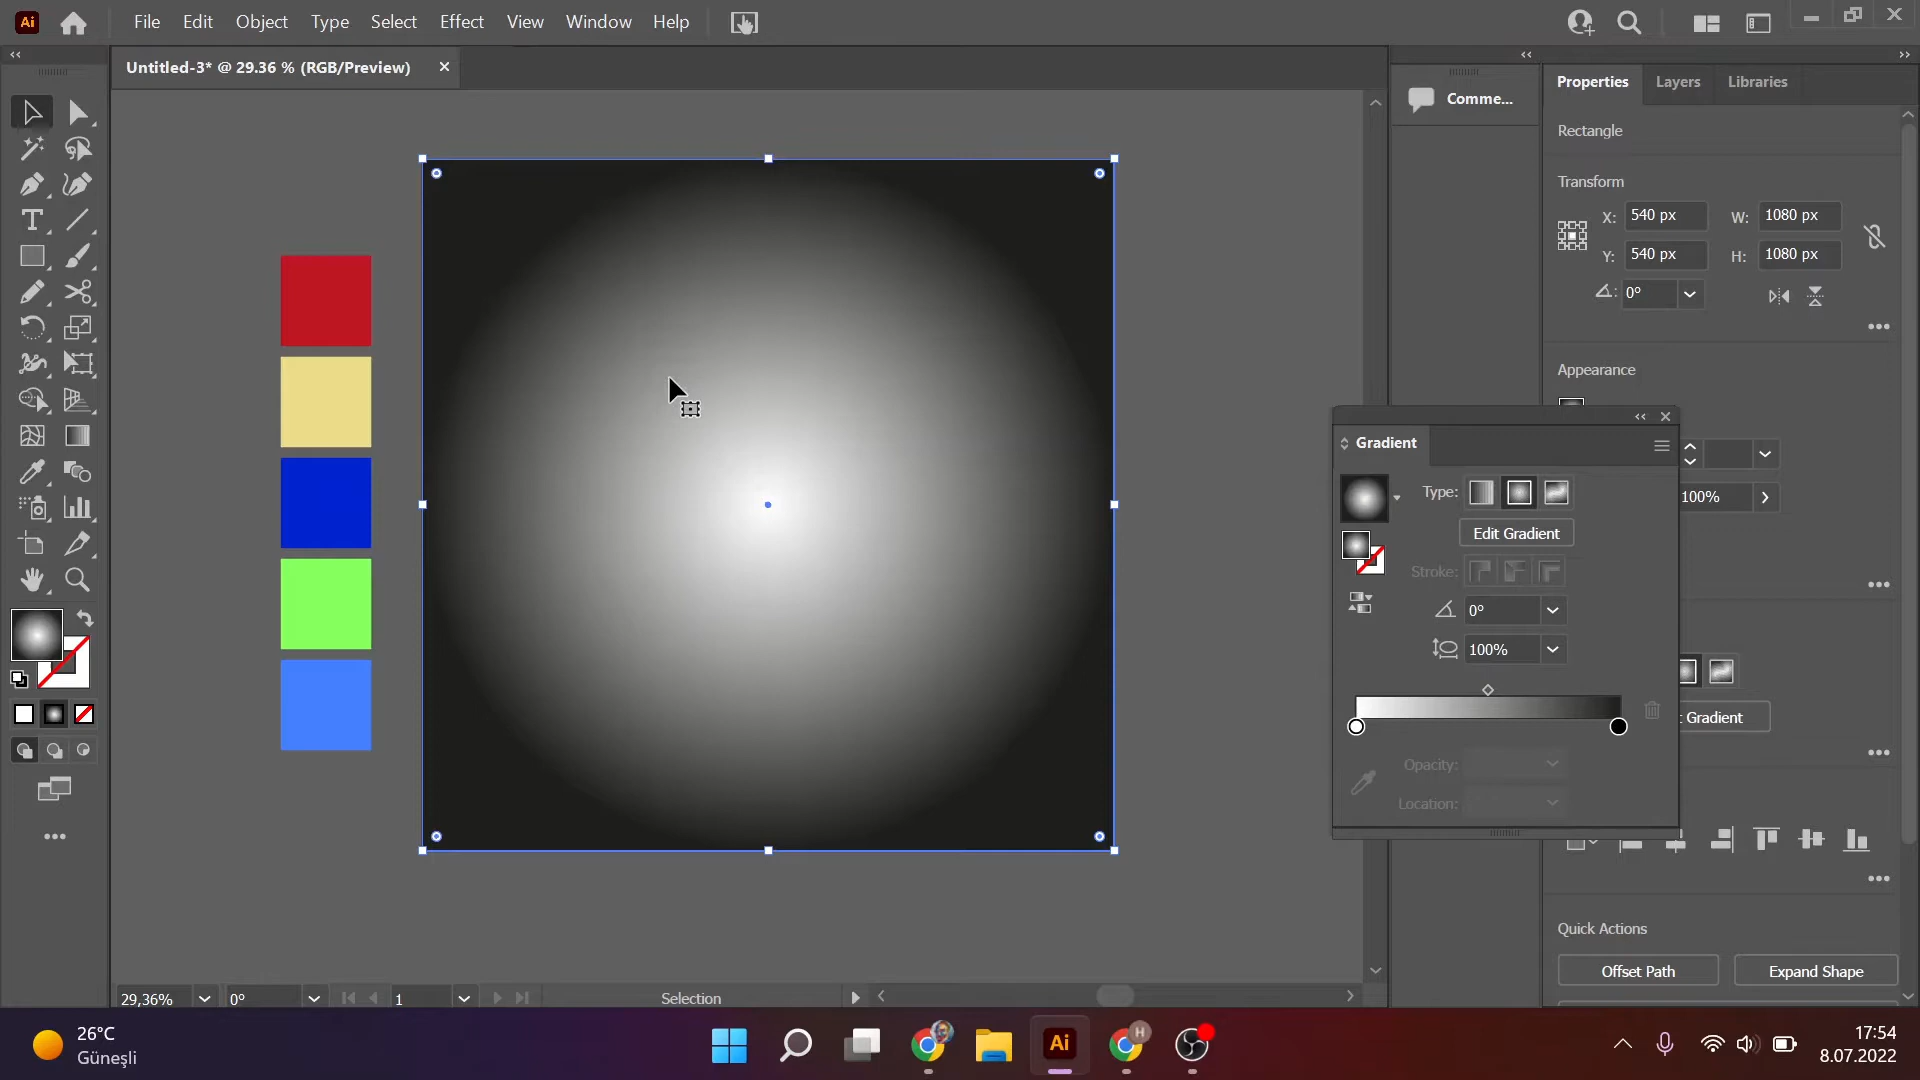 Ai File Edit Object Type Select Effect View Window Help
Untitled-3* @ 29.36 % (RGB/Preview)
Comme...
Properties Layers Libraries
Rectangle
Transform
X: 540 px W: 1080 px
Y: 540 px H: 1080 px
0°
Appearance
100%
Gradient
Type:
Edit Gradient
Stroke:
0°
100%
Opacity:
Location:
t Gradient
Quick Actions
Offset Path Expand Shape
29,36% 0° 1 Selection
26°C
Güneşli
Ai
H
17:54
8.07.2022